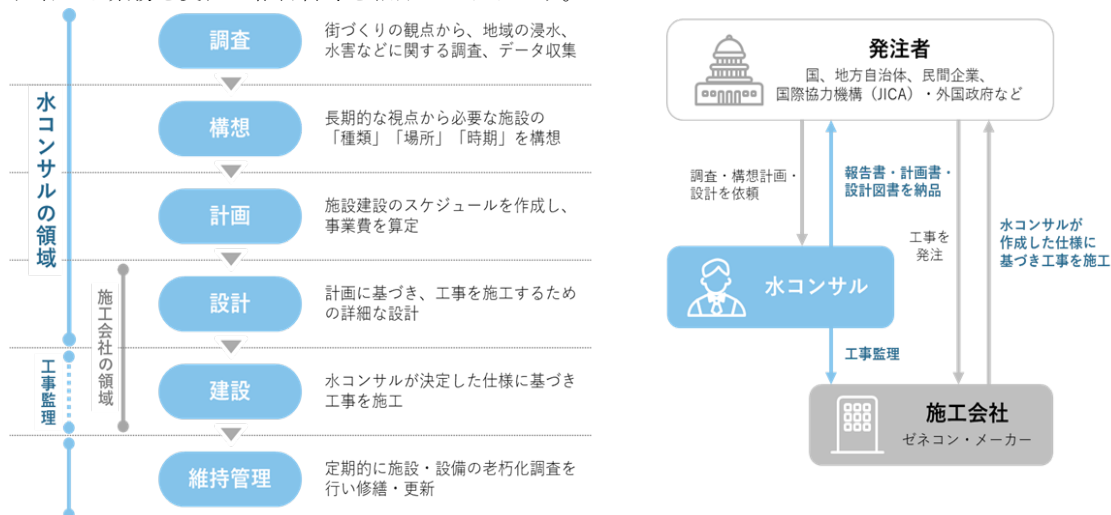 水コンサルの領域
工事監理
施工会社の領域
調査
街づくりの観点から、地域の浸水、
水害などに関する調査、データ収集
構想
長期的な視点から必要な施設の
「種類」「場所」「時期」を構想
計画
施設建設のスケジュールを作成し、
事業費を算定
設計
計画に基づき、工事を施工するため
の詳細な設計
建設
水コンサルが決定した仕様に基づき
工事を施工
維持管理
定期的に施設・設備の老朽化調査を
行い修繕・更新
発注者
国、地方自治体、民間企業、
国際協力機構（JICA）・外国政府など
調査・構想計画・
設計を依頼
報告書・計画書・
設計図書を納品
工事を
発注
水コンサルが
作成した仕様に
基づき工事を施工
水コンサル
工事監理
施工会社
ゼネコン・メーカー